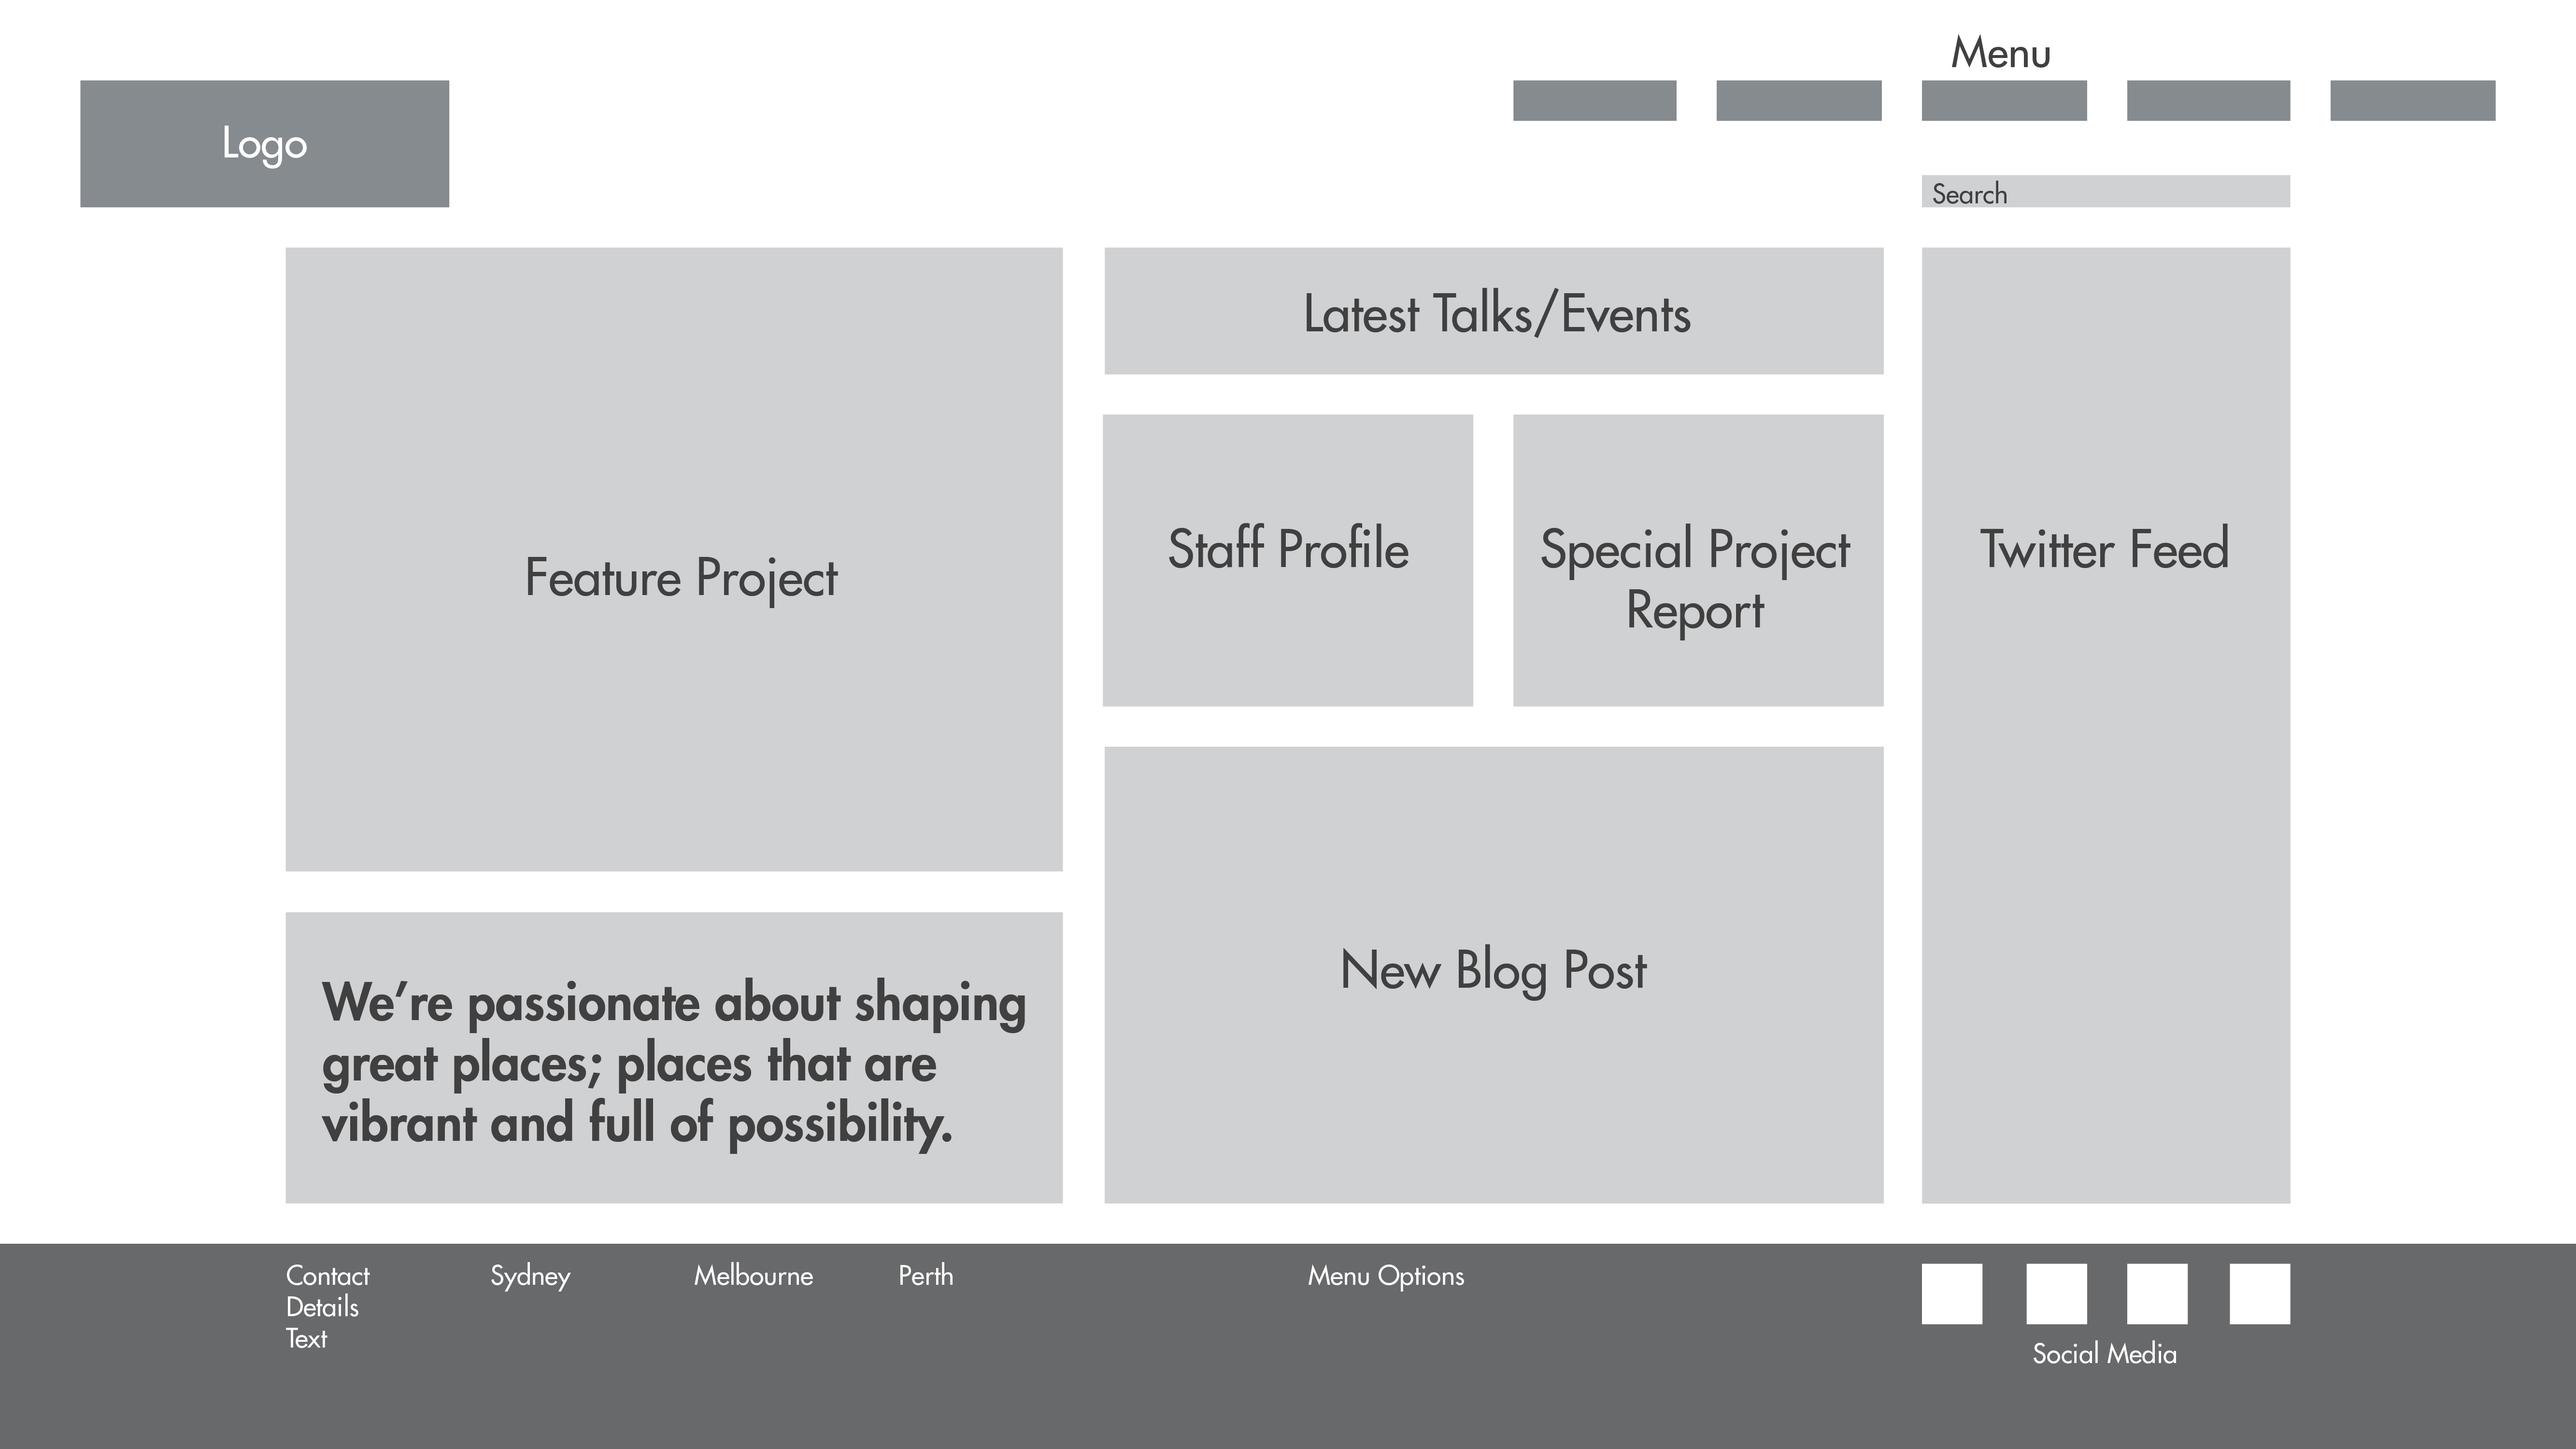 Menu
Logo
Search
Latest Talks/Events
Feature Project
Staff Profile
Special Project
Report
Twitter Feed
New Blog Post
We’re passionate about shaping
great places; places that are
vibrant and full of possibility.
Contact
Details
Text
Sydney
Melbourne
Perth
Menu Options
Social Media